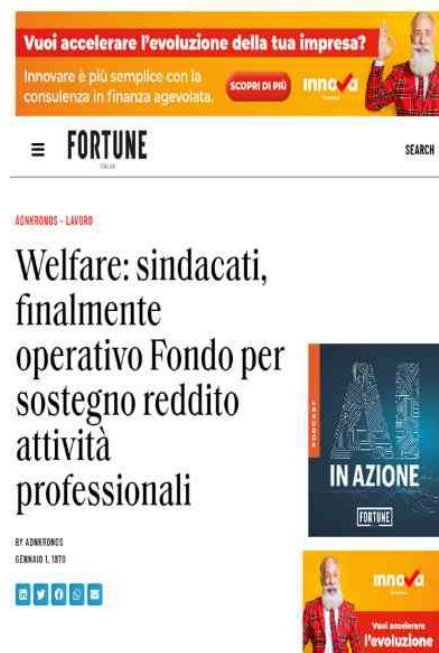 Vuoi accelerare l'evoluzione della tua impresa?
Innovare è più semplice con la
consulenza in finanza agevolata.
SCOPRI DI PIÙ
innova
FORTUNE
ITALIA
SEARCH
ADNKRONOS - LAVORO
Welfare: sindacati,
finalmente
operativo Fondo per
sostegno reddito
attività
professionali
BY ADNKRONOS
GENNAIO 1, 1970
PODCAST
AI
IN AZIONE
FORTUNE
innova
Vuoi accelerare
l'evoluzione